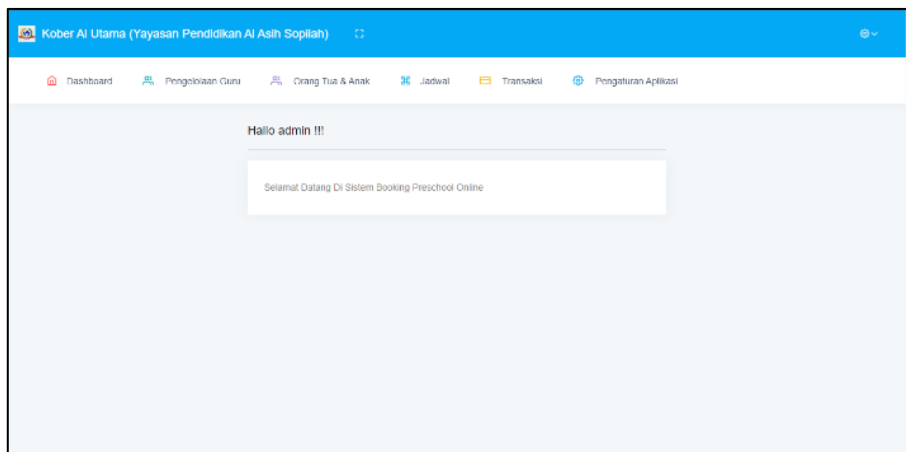 Kober Al Utama (Yayasan Pendidikan Al Asih Sopilah)
Dashboard Pengelolaan Guru Orang Tua & Anak Jadwal Transaksi Pengaturan Aplikasi
Hallo admin !!!
Selamat Datang Di Sistem Booking Preschool Online